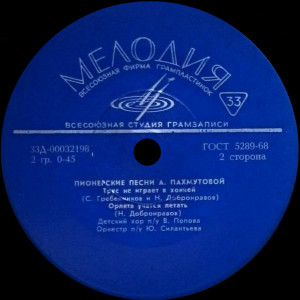 МЕЛОДИЯ
ВСЕСОЮЗНАЯ ФИРМА ГРАМПЛАСТИНОК
33
ВСЕСОЮЗНАЯ СТУДИЯ ГРАМЗАПИСИ
33Д-00032198
ГОСТ 5289-68
2 гр. 0-45
2 сторона
ПИОНЕРСКИЕ ПЕСНИ А. ПАХМУТОВОЙ
Трус не играет в хоккей
(С. Гребенников и Н. Добронравов)
Орлята учатся летать
(Н. Добронравов)
Детский хор п/у В. Попова
Оркестр п/у Ю. Силантьева